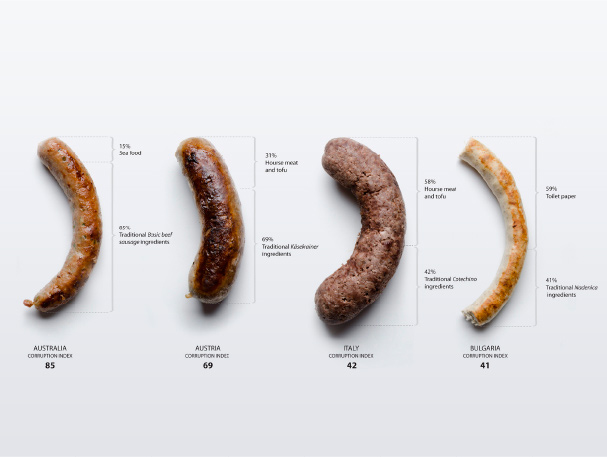 15%
Sea food
65%
Traditional Basic beef
sausage ingredients
AUSTRALIA
CORRUPTION INDEX
85
31%
Hourse meat
and tofu
69%
Traditional Käsekrainer
ingredients
AUSTRIA
CORRUPTION INDEX
69
58%
Hourse meat
and tofu
42%
Traditional Cotechino
ingredients
ITALY
CORRUPTION INDEX
42
59%
Toilet paper
41%
Traditional Nadenica
ingredients
BULGARIA
CORRUPTION INDEX
41